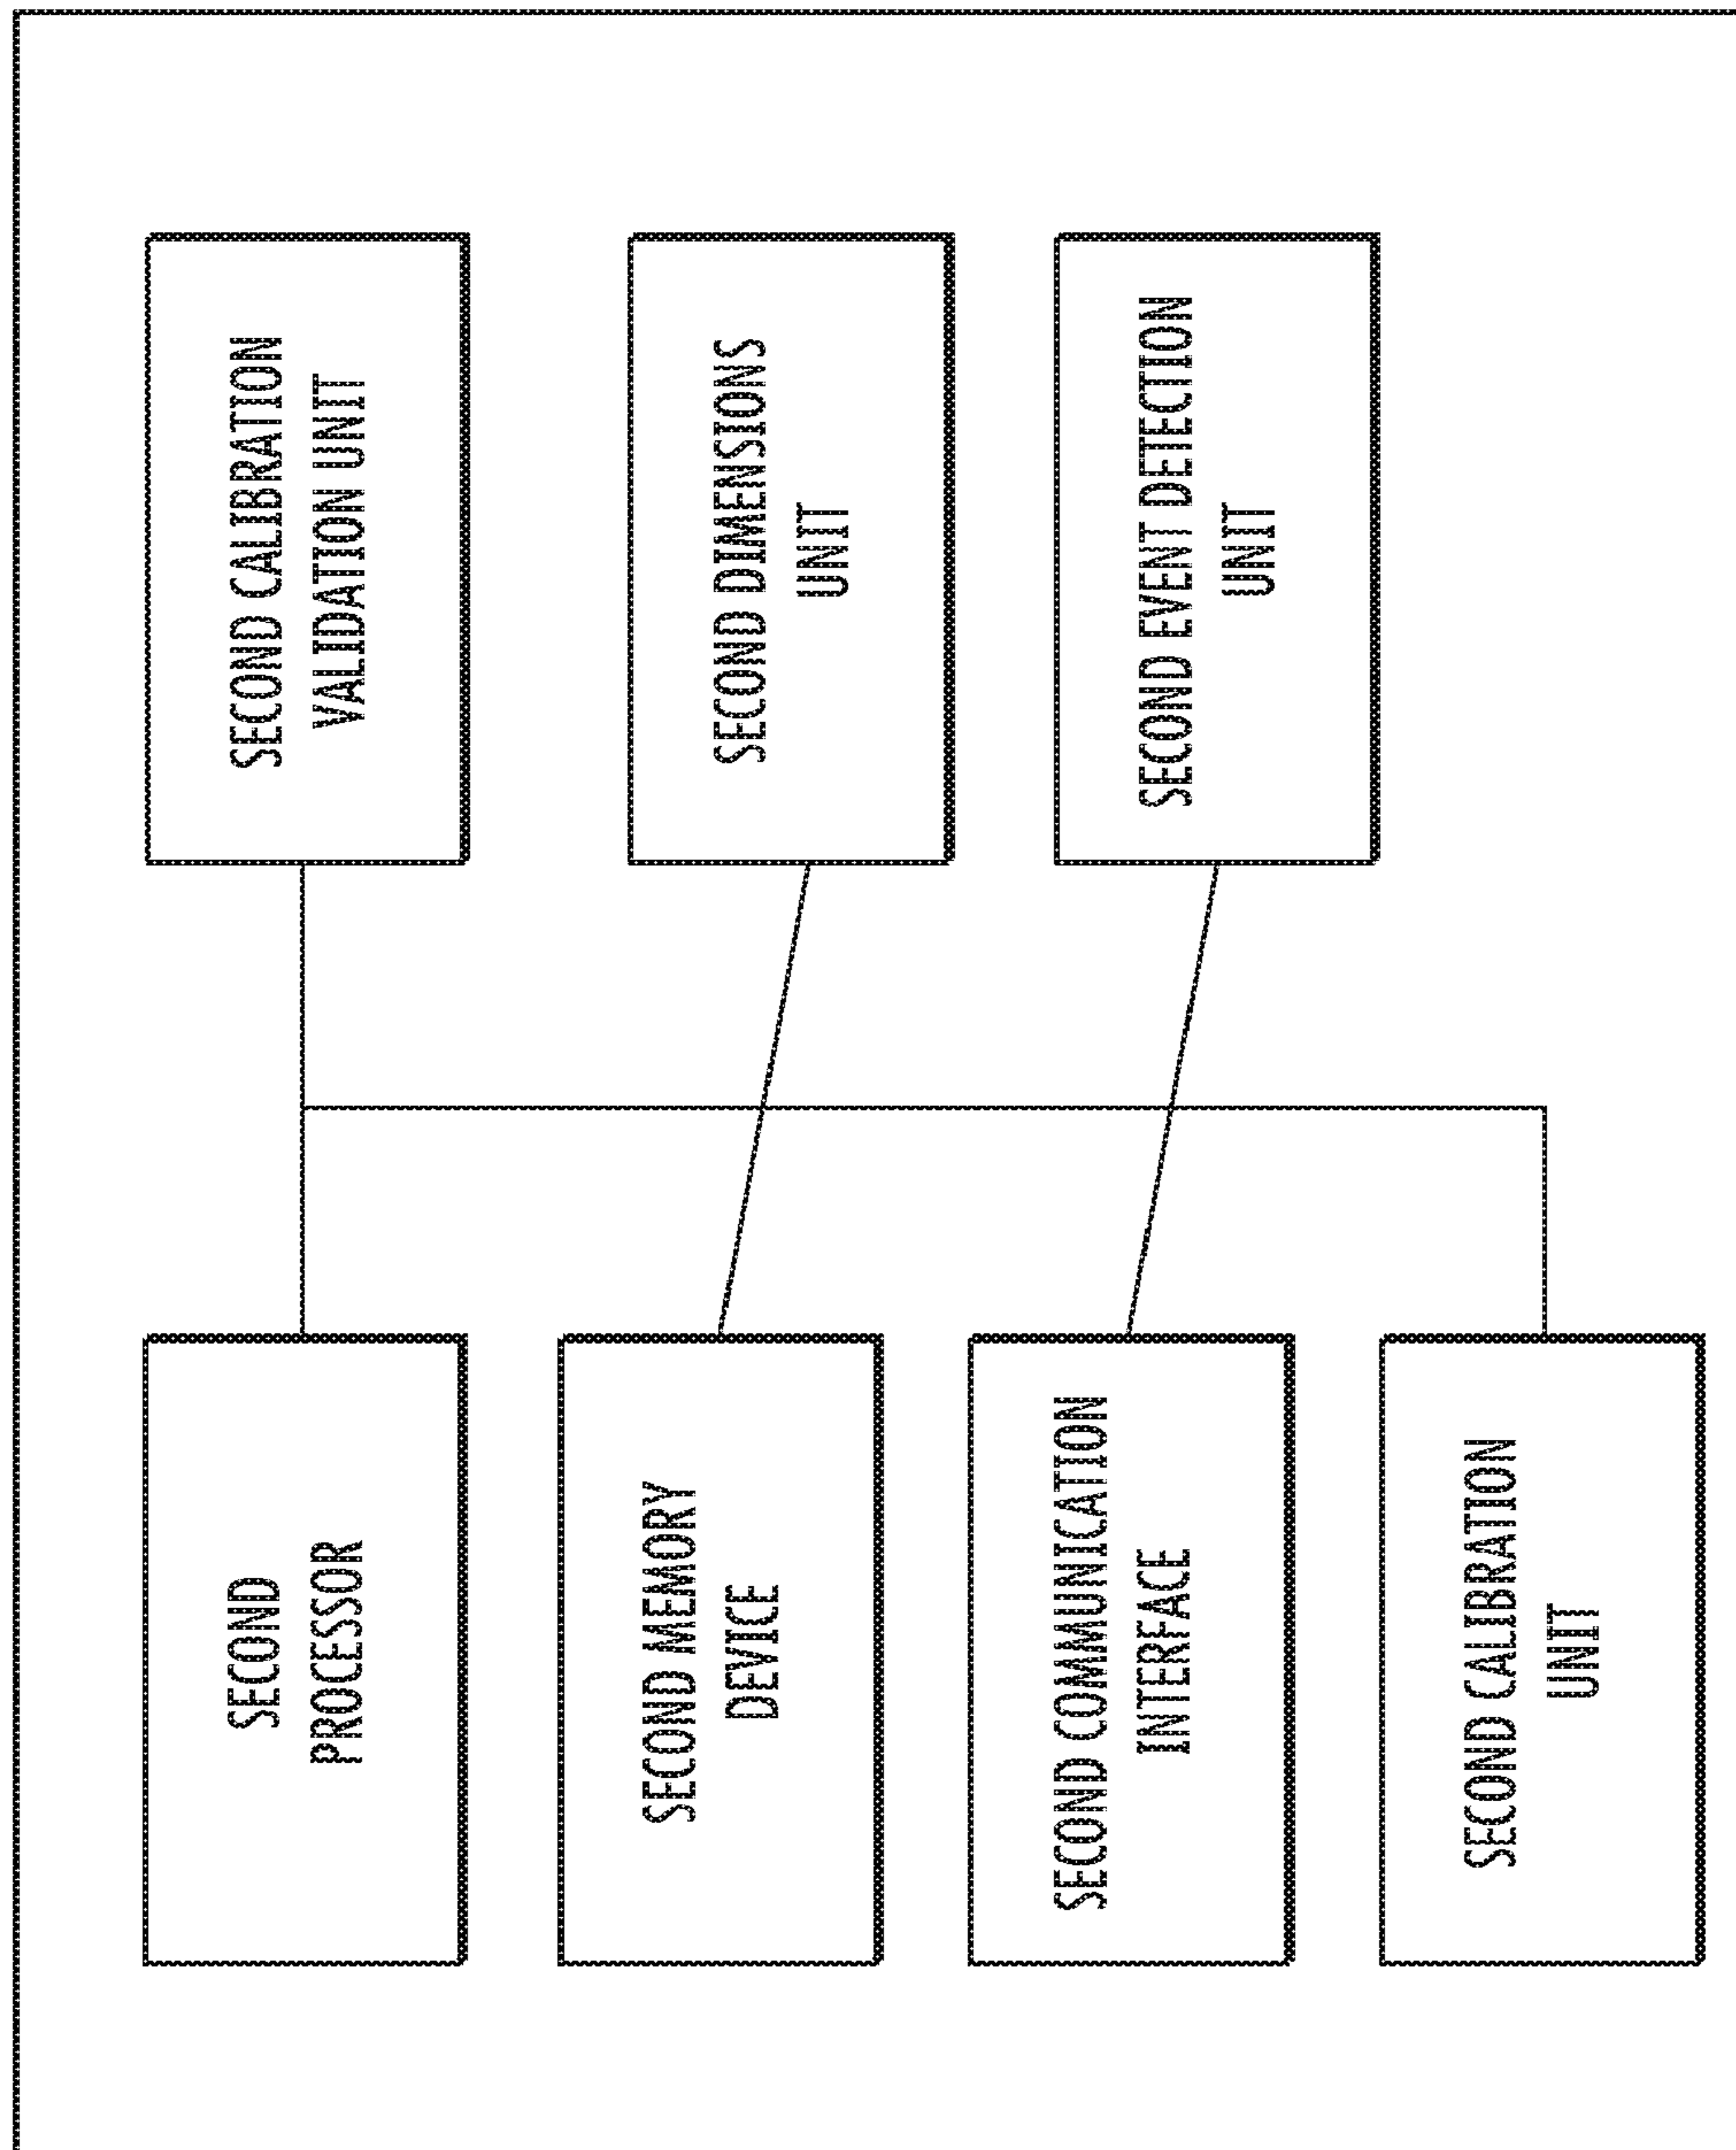 SECOND
PROCESSOR
SECOND MEMORY
DEVICE
SECOND COMMUNICATION
INTERFACE
SECOND CALIBRATION
UNIT
SECOND CALIBRATION
VALIDATION UNIT
SECOND DIMENSIONS
UNIT
SECOND EVENT DETECTION
UNIT